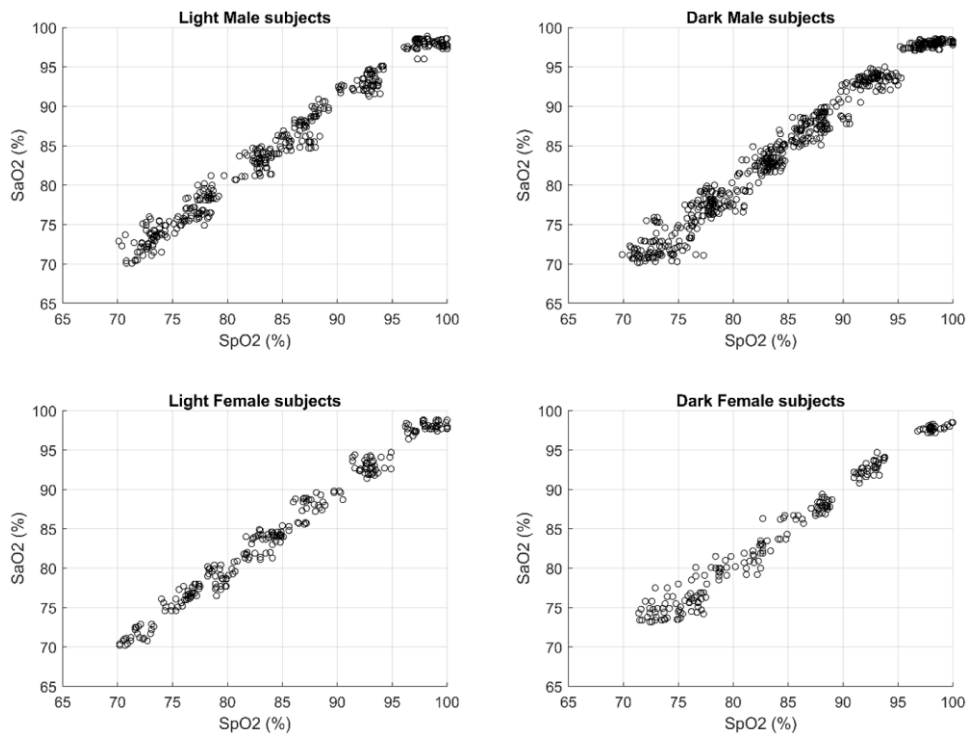 Light Male subjects
100
95
90
85
80
75
70
65
SaO2 (%)
65 70 75 80 85 90 95 100
SpO2 (%)
Dark Male subjects
100
95
90
85
80
75
70
65
SaO2 (%)
65 70 75 80 85 90 95 100
SpO2 (%)
Light Female subjects
100
95
90
85
80
75
70
65
SaO2 (%)
65 70 75 80 85 90 95 100
SpO2 (%)
Dark Female subjects
100
95
90
85
80
75
70
65
SaO2 (%)
65 70 75 80 85 90 95 100
SpO2 (%)